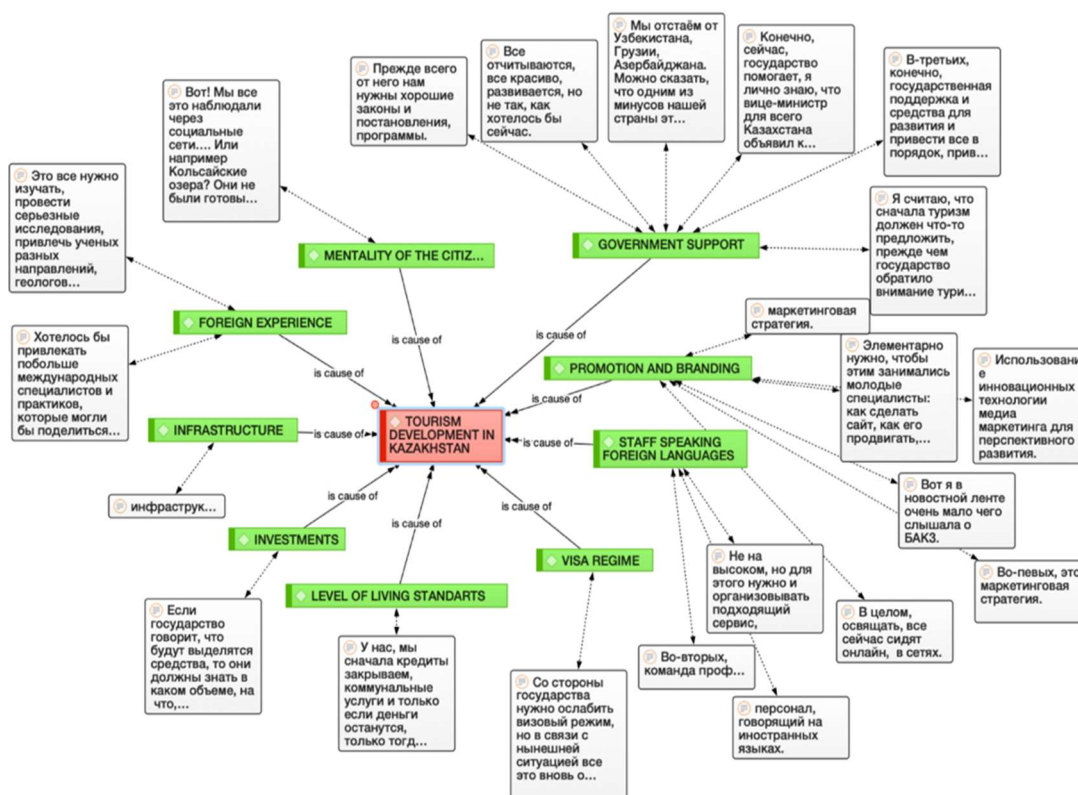 Мы отстаём от
Узбекистана,
Грузии,
Азербайджана.
Можно сказать,
что одним из
минусов нашей
страны эт...
Конечно,
сейчас,
государство
помогает, я
лично знаю, что
вице-министр
для всего
Казахстана
объявил к...
Все
отчитываются,
все красиво,
развивается, но
не так, как
хотелось бы
сейчас.
В-третьих,
конечно,
государственная
поддержка и
средства для
развития и
привести все в
порядок, прив...
Прежде всего
от него нам
нужны хорошие
законы и
постановления,
программы.
Вот! Мы все
это наблюдали
через
социальные
сети.... Или
например
Кольсайские
озера? Они не
были готовы...
Это все нужно
изучать,
провести
серьезные
исследования,
привлечь ученых
разных
направлений,
геологов...
Я считаю, что
сначала туризм
должен что-то
предложить,
прежде чем
государство
обратило
внимание тури...
MENTALITY OF THE CITIZ...
GOVERNMENT SUPPORT
FOREIGN EXPERIENCE
маркетинговая
стратегия.
Хотелось бы
привлекать
побольше
международных
специалистов и
практиков,
которые могли
бы поделиться...
is cause of
is cause of
Элементарно
нужно, чтобы
этим занимались
молодые
специалисты:
как сделать
сайт, как его
продвигать,...
Использовани
е
инновационных
технологии
медиа
маркетинга для
перспективного
развития.
is cause of
PROMOTION AND BRANDING
is cause of
INFRASTRUCTURE
is cause of
TOURISM
DEVELOPMENT IN
KAZAKHSTAN
is cause of
STAFF SPEAKING
FOREIGN LANGUAGES
инфраструк...
is cause of
is cause of
is cause of
Вот я в
новостной ленте
очень мало чего
слышала о
БАКЗ.
INVESTMENTS
VISA REGIME
Не на
высоком, но для
этого нужно и
организовывать
подходящий
сервис,
Во-певых, это
маркетинговая
стратегия.
LEVEL OF LIVING STANDARTS
Если
государство
говорит, что
будут выделятся
средства, то они
должны знать в
каком объеме, на
что,...
В целом,
освящать, все
сейчас сидят
онлайн, в сетях.
У нас, мы
сначала кредиты
закрываем,
коммунальные
услуги и только
если деньги
останутся,
только тогд...
Во-вторых,
команда проф...
Со стороны
государства
нужно ослабить
визовый режим,
но в связи с
нынешней
ситуацией все
это вновь о...
персонал,
говорящий на
иностранных
языках.